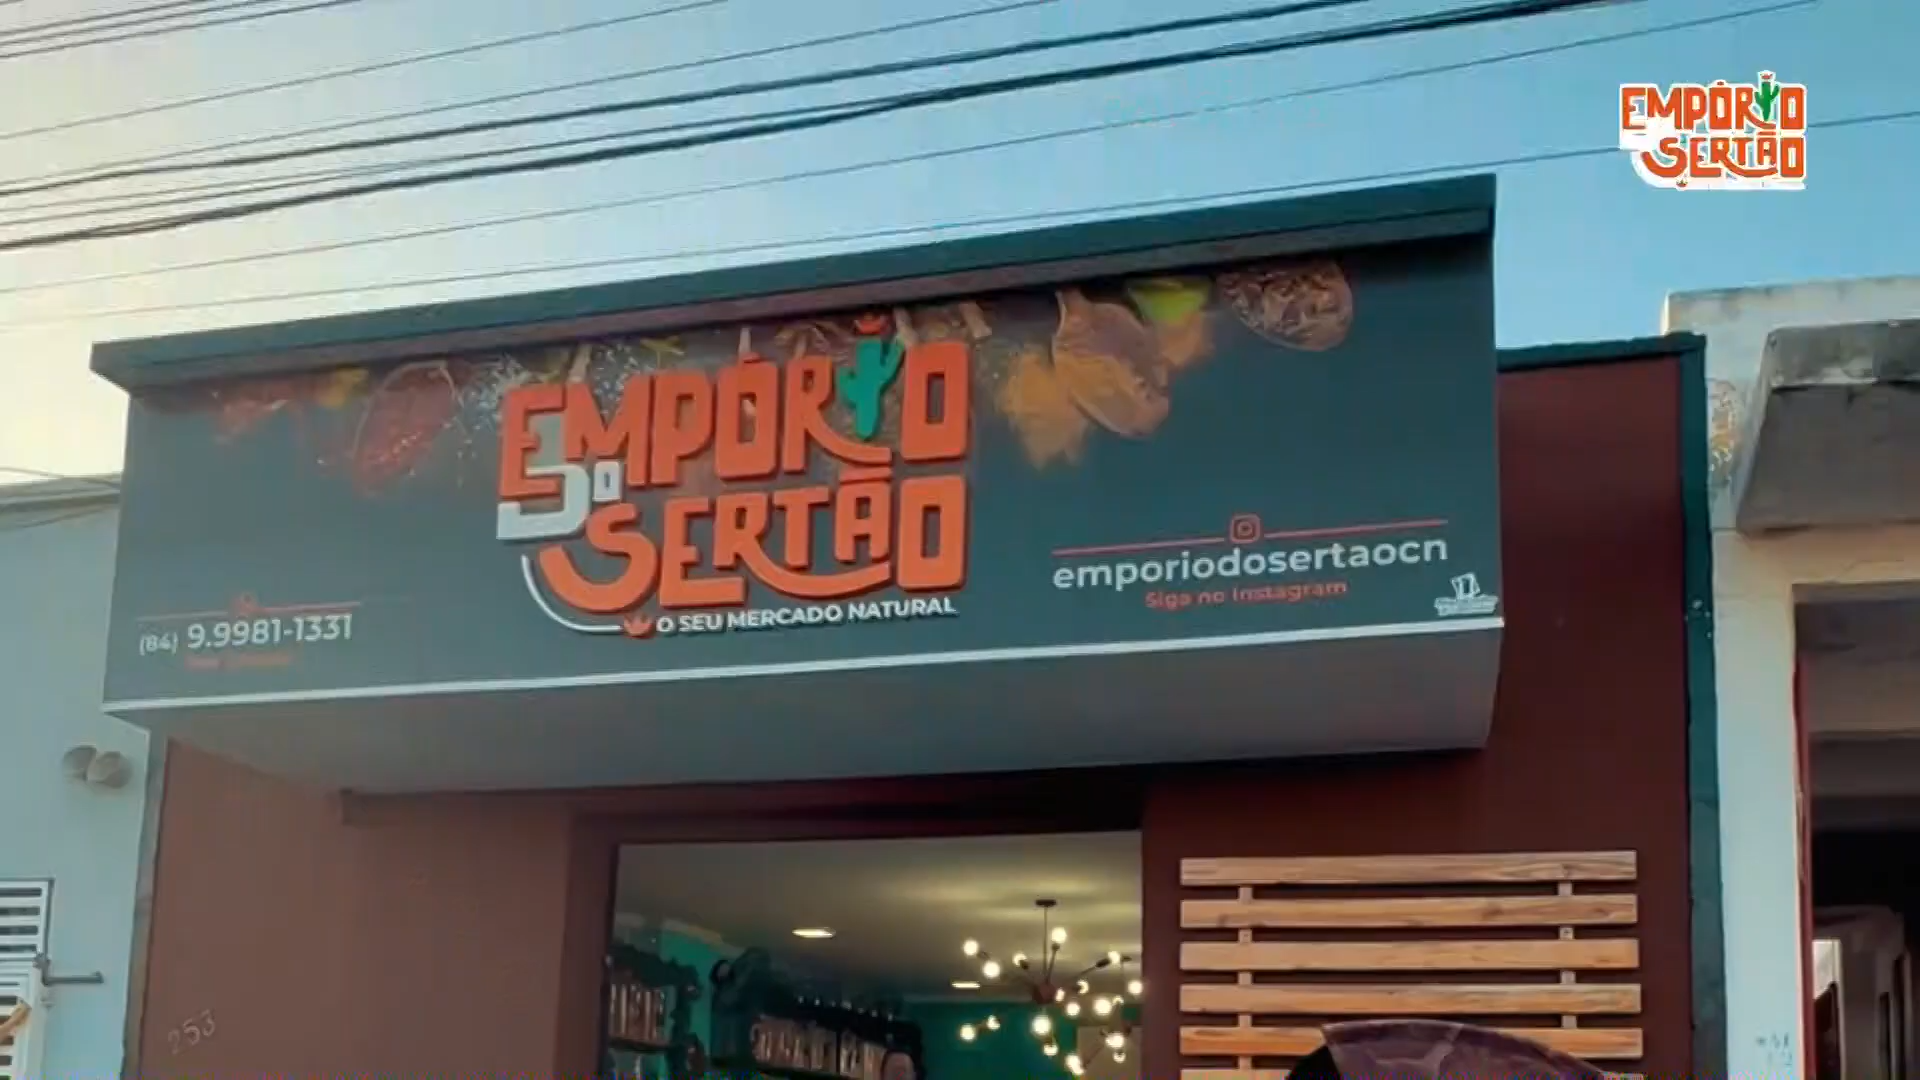 EMPÓRIO
SERTÃO
EMPÓRIO
DO
SERTÃO
O SEU MERCADO NATURAL
(84) 9.9981-1331
emporiodosertaocn
Siga no Instagram
253